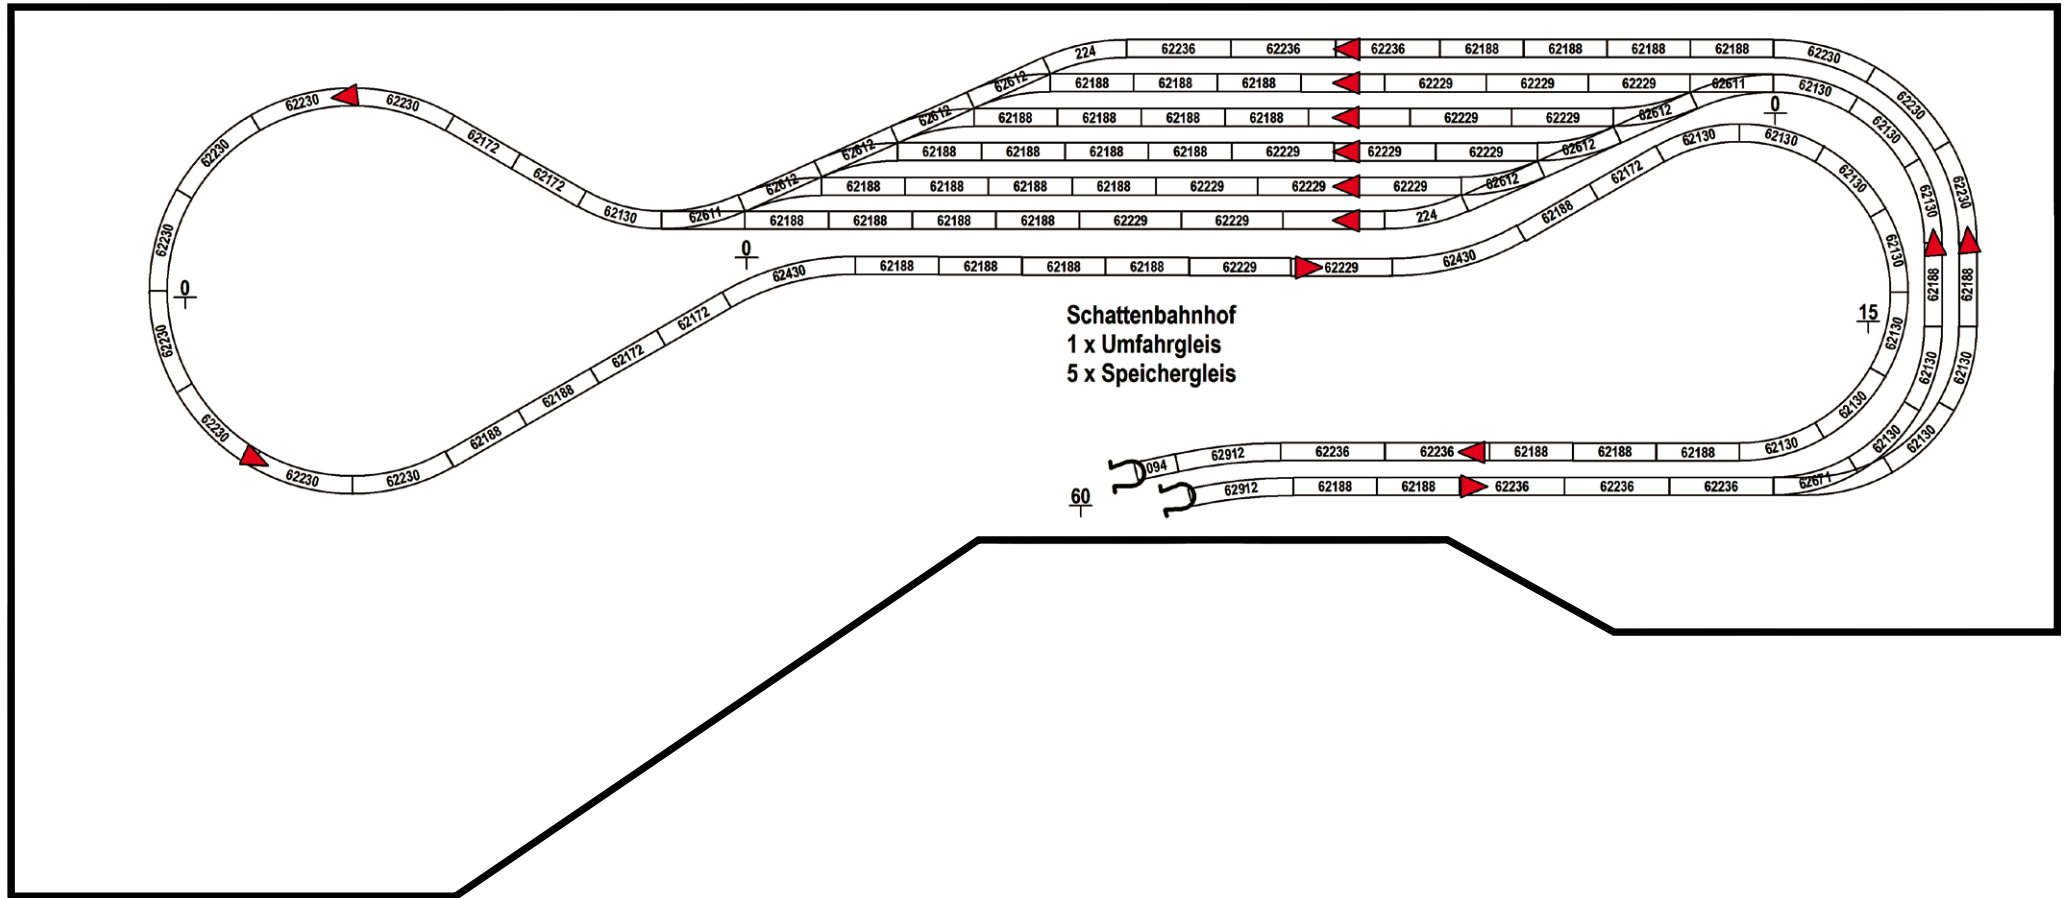 224 62236 62236 62236 62188 62188 62188 62188 62230
62612 62188 62188 62188 62229 62229 62229 62611 62130
62230 62230 62612 62188 62188 62188 62188 62229 62229 62612 0 62230
62172 62612 62188 62188 62188 62188 62229 62229 62229 62612 62130 62130 62130
62230 62172 62612 62188 62188 62188 62188 62229 62229 62229 62612 62172 62130 62130 62230
62130 62611 62188 62188 62188 62188 62229 62229 224 62188
62230 0 62430 62188 62188 62188 62188 62229 62229 62430 62130
0 62188 62188
62172 Schattenbahnhof 15
62230 62172 1 x Umfahrgleis 62130
62188 5 x Speichergleis 62130 62130
62230 62188 62130
094 62912 62236 62236 62188 62188 62188 62130 62130 62130
62230 62230 60 62912 62188 62188 62236 62236 62236 62671